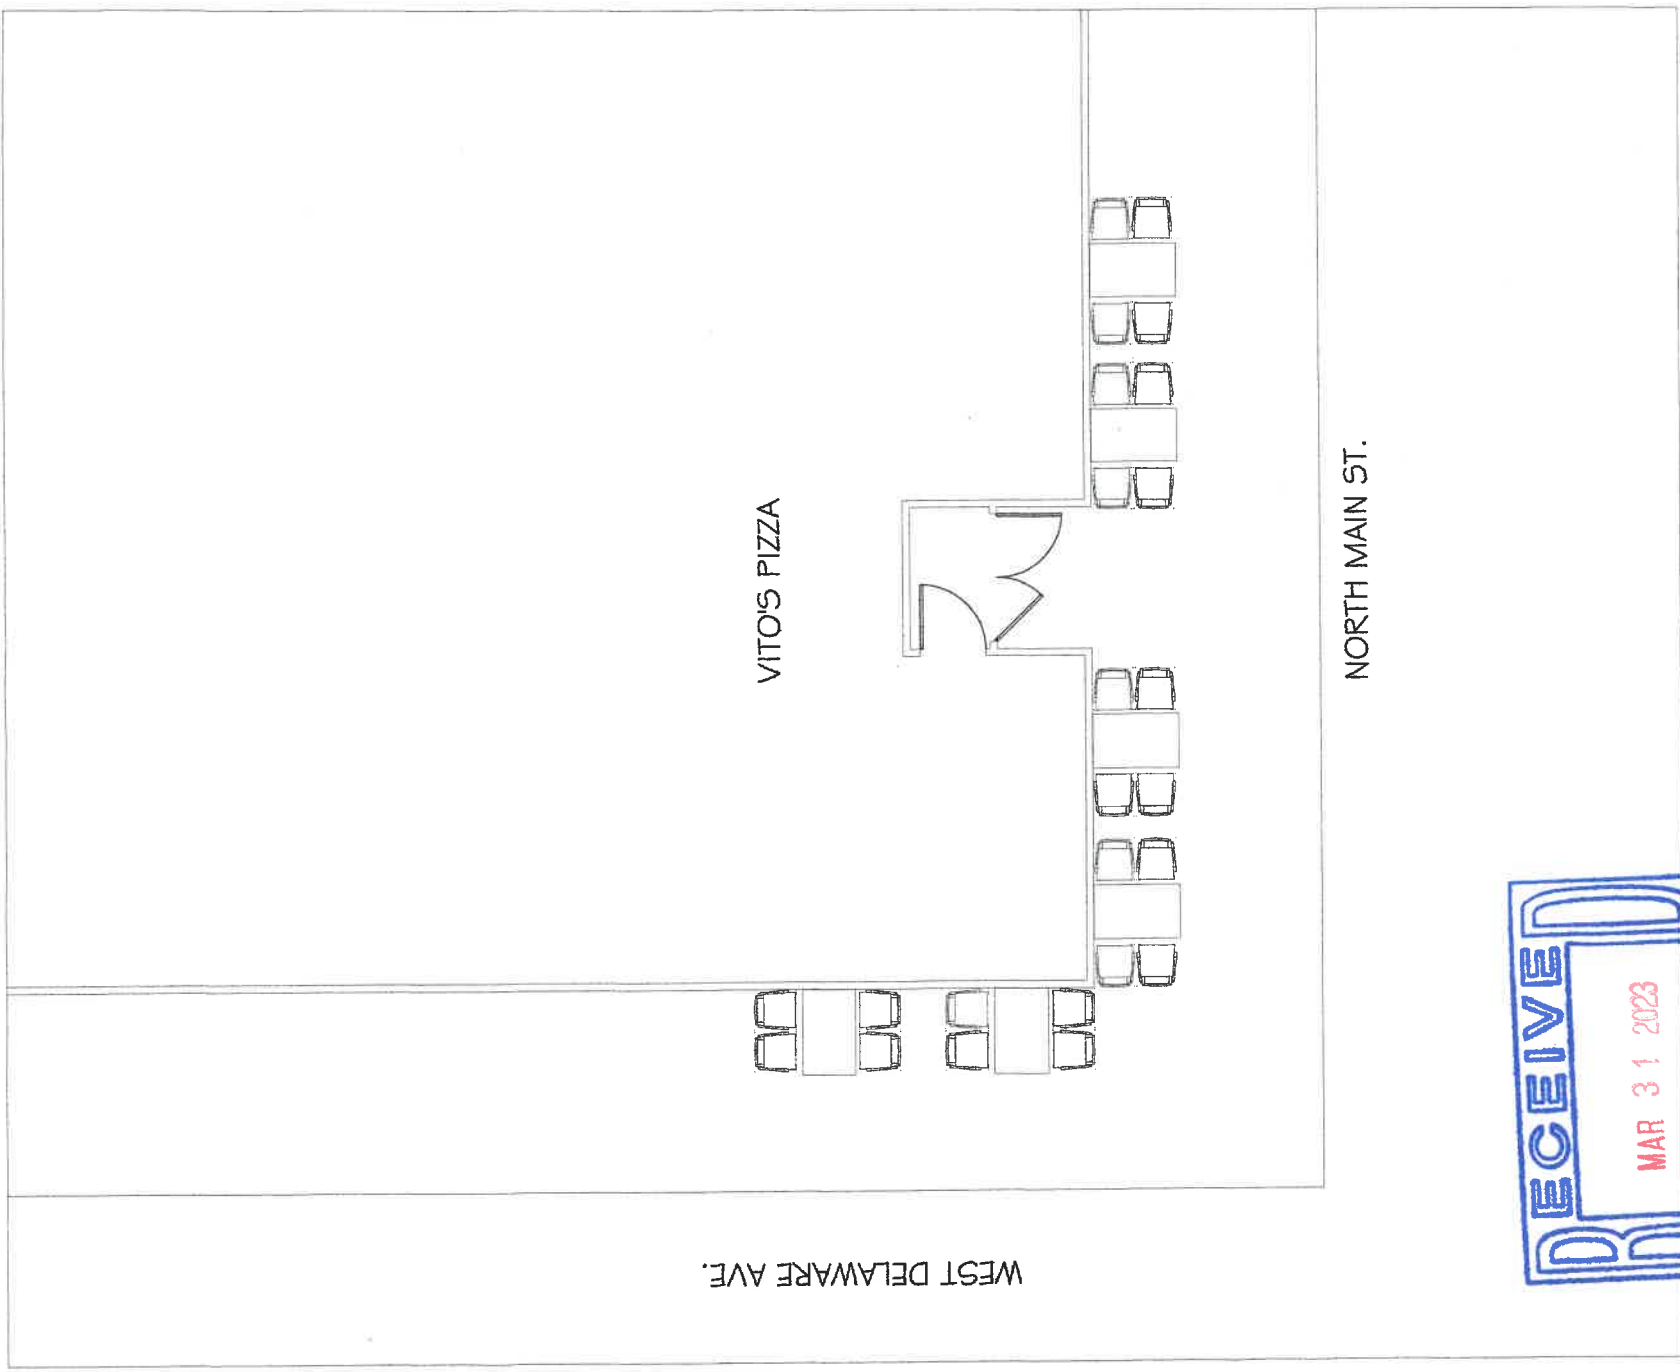 VITO'S PIZZA
NORTH MAIN ST.
WEST DELAWARE AVE.
RECEIVED
MAR 31 2023